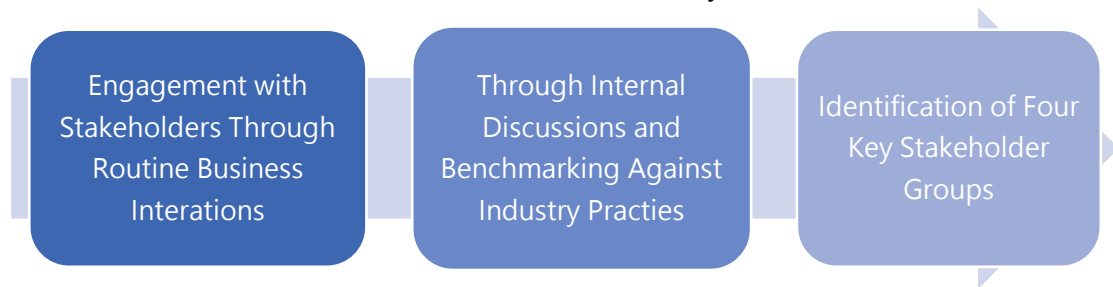 Engagement with
Stakeholders Through
Routine Business
Interations
Through Internal
Discussions and
Benchmarking Against
Industry Practies
Identification of Four
Key Stakeholder
Groups